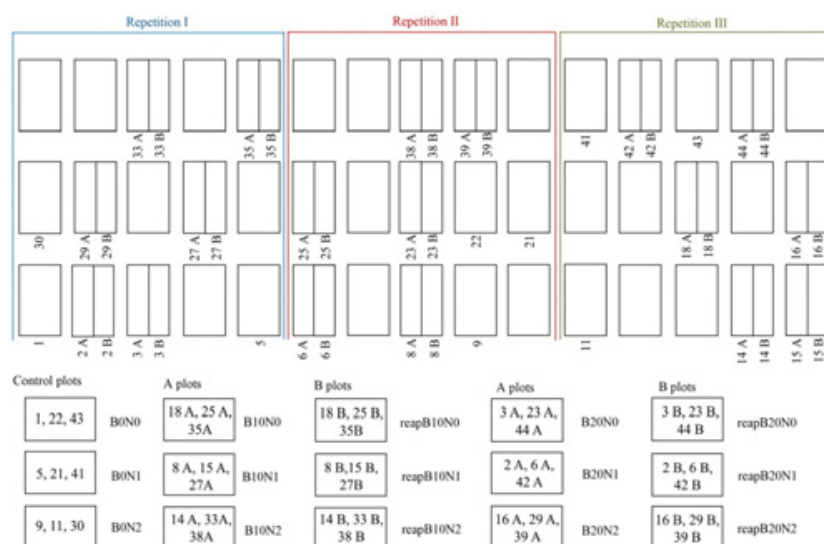 Repetition I
Repetition II
Repetition III
33 A
33 B
35 A
35 B
38 A
38 B
39 A
39 B
41
42 A
42 B
43
44 A
44 B
30
29 A
29 B
27 A
27 B
25 A
25 B
23 A
23 B
22
21
18 A
18 B
16 A
16 B
1
2 A
2 B
3 A
3 B
5
6 A
6 B
8 A
8 B
9
11
14 A
14 B
15 A
15 B
Control plots
A plots
B plots
A plots
B plots
1, 22, 43
B0N0
18 A, 25 A,
35A
B10N0
18 B, 25 B,
35B
reapB10N0
3 A, 23 A,
44 A
B20N0
3 B, 23 B,
44 B
reapB20N0
5, 21, 41
B0N1
8 A, 15 A,
27A
B10N1
8 B,15 B,
27B
reapB10N1
2 A, 6 A,
42 A
B20N1
2 B, 6 B,
42 B
reapB20N1
9, 11, 30
B0N2
14 A, 33A,
38A
B10N2
14 B, 33 B,
38 B
reapB10N2
16 A, 29 A,
39 A
B20N2
16 B, 29 B,
39 B
reapB20N2